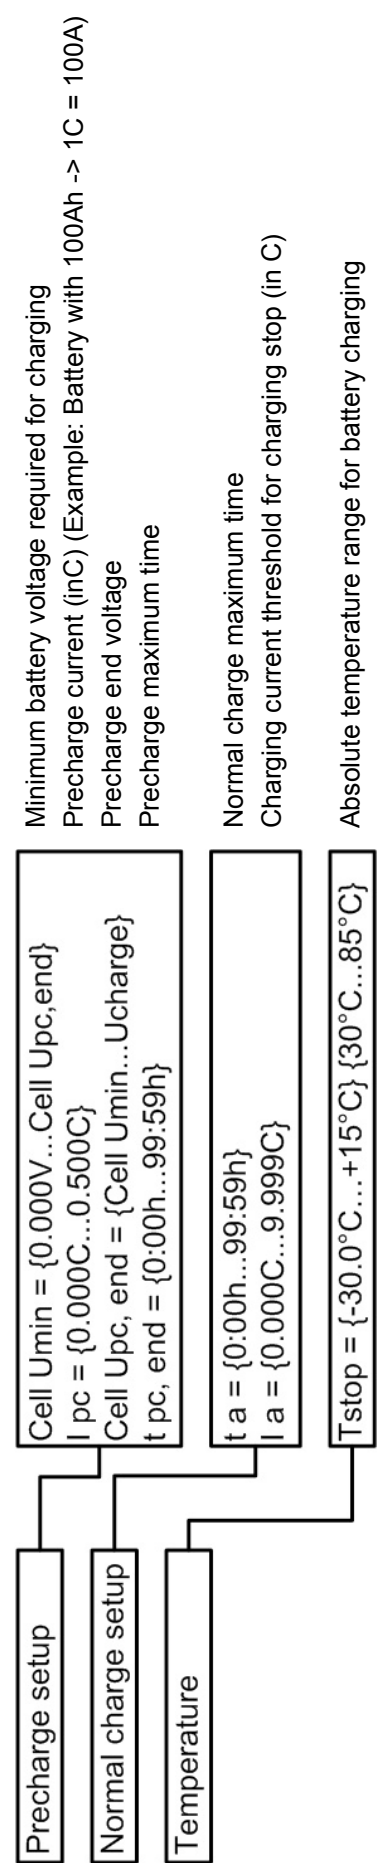 Precharge setup
Cell Umin = {0.000V...Cell Upc,end}
Minimum battery voltage required for charging
I pc = {0.000C...0.500C}
Precharge current (inC) (Example: Battery with 100Ah -> 1C = 100A)
Cell Upc, end = {Cell Umin...Ucharge}
Precharge end voltage
t pc, end = {0:00h...99:59h}
Precharge maximum time
Normal charge setup
t a = {0:00h...99:59h}
Normal charge maximum time
I a = {0.000C...9.999C}
Charging current threshold for charging stop (in C)
Temperature
Tstop = {-30.0°C....+15°C} {30°C...85°C}
Absolute temperature range for battery charging